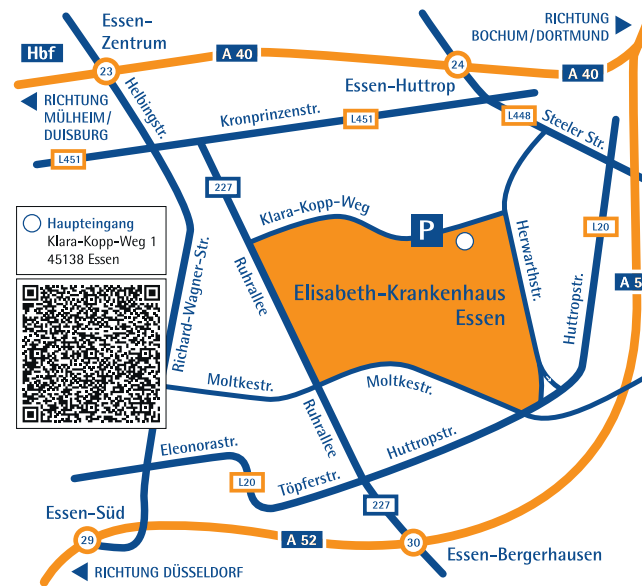 Essen-
Zentrum
Hbf
23
A 40
RICHTUNG
BOCHUM/DORTMUND
24
A 40
Essen-Huttrop
RICHTUNG
MÜLHEIM/
DUISBURG
Helbingstr.
Kronprinzenstr.
L451
L451
L448
Steeler Str.
227
L20
Haupteingang
Klara-Kopp-Weg 1
45138 Essen
Klara-Kopp-Weg
P
Herwarthstr.
Ruhrallee
Richard-Wagner-Str.
Elisabeth-Krankenhaus
Essen
Huttropstr.
A 5
Moltkestr.
Moltkestr.
Ruhrallee
Eleonorastr.
Huttropstr.
L20
Töpferstr.
227
Essen-Süd
29
A 52
30
Essen-Bergerhausen
RICHTUNG DÜSSELDORF